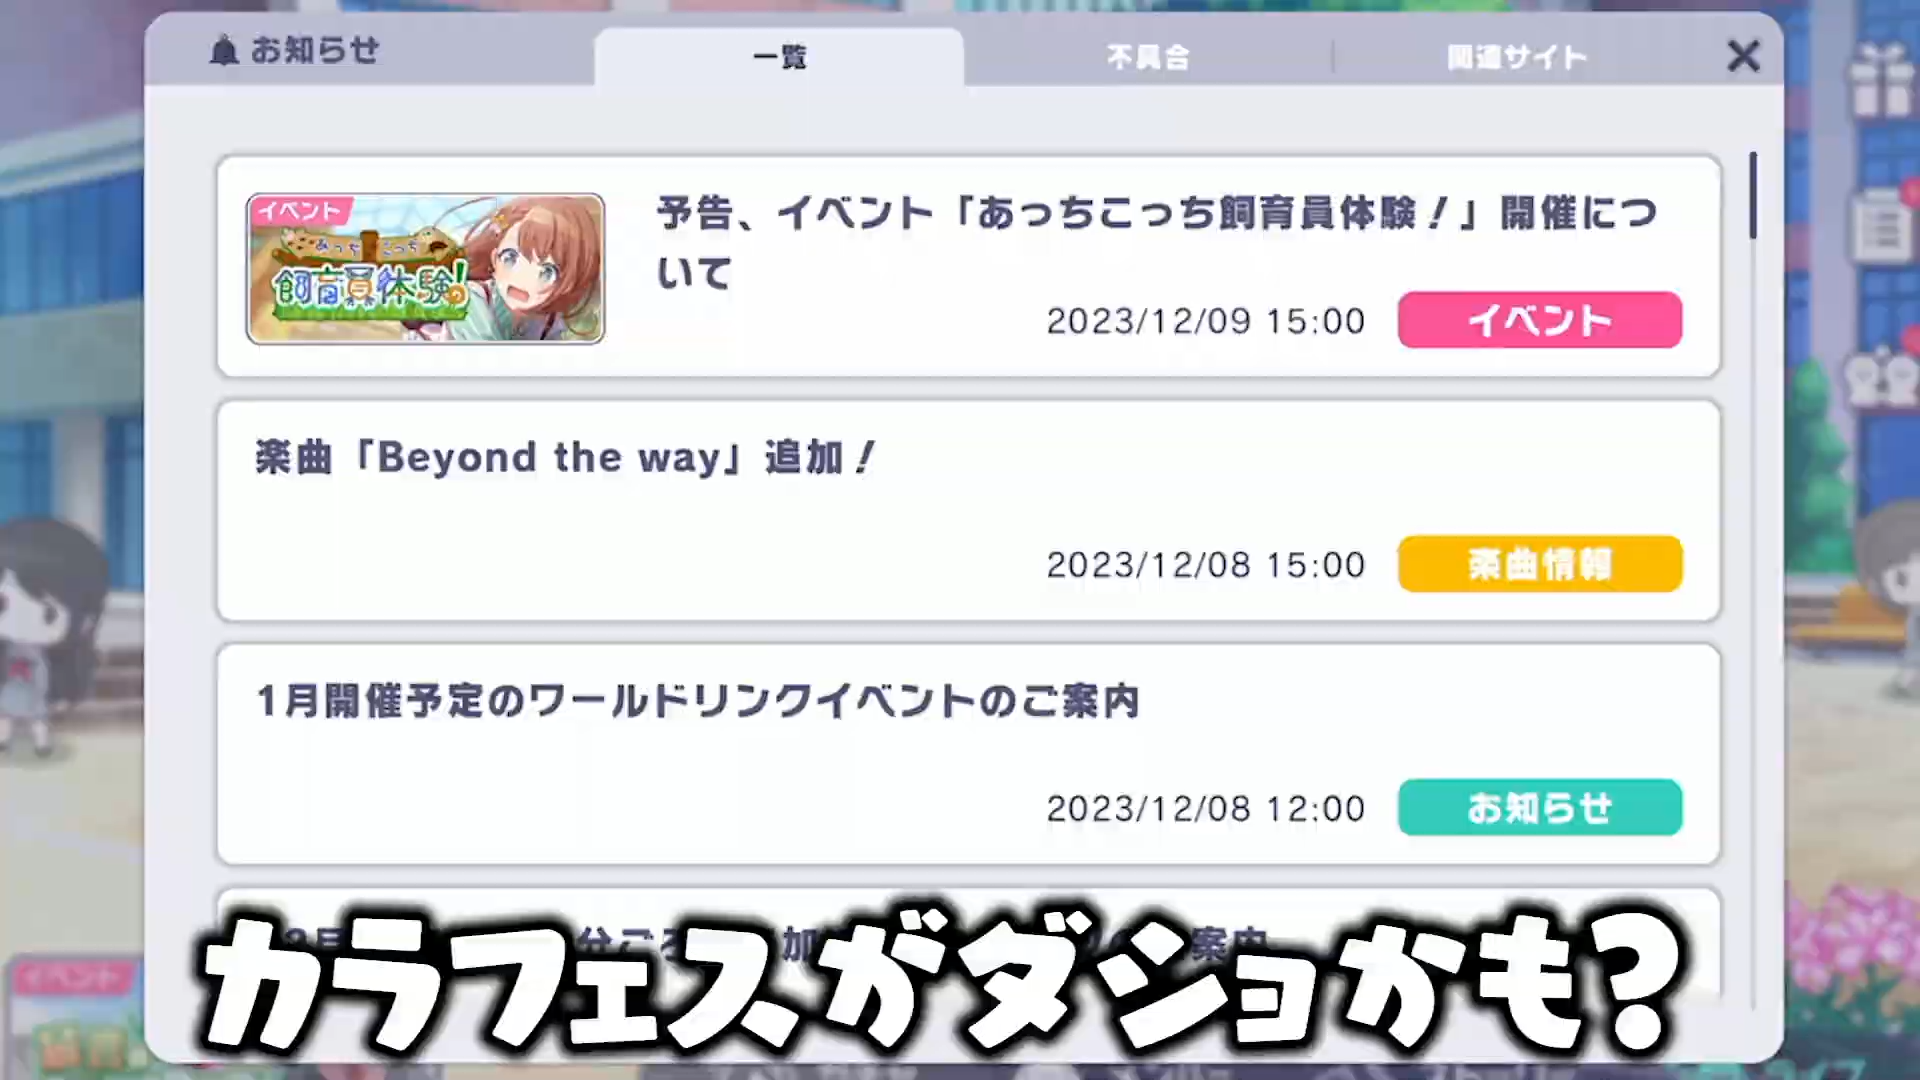 お知らせ
一覧
不具合
関連サイト
イベント
あっちこっち
飼育員体験!
予告、イベント「あっちこっち飼育員体験！」開催につ
いて
2023/12/09 15:00
イベント
楽曲「Beyond the way」追加！
2023/12/08 15:00
楽曲情報
1月開催予定のワールドリンクイベントのご案内
2023/12/08 12:00
お知らせ
カラフェスがダショかも?
イベント